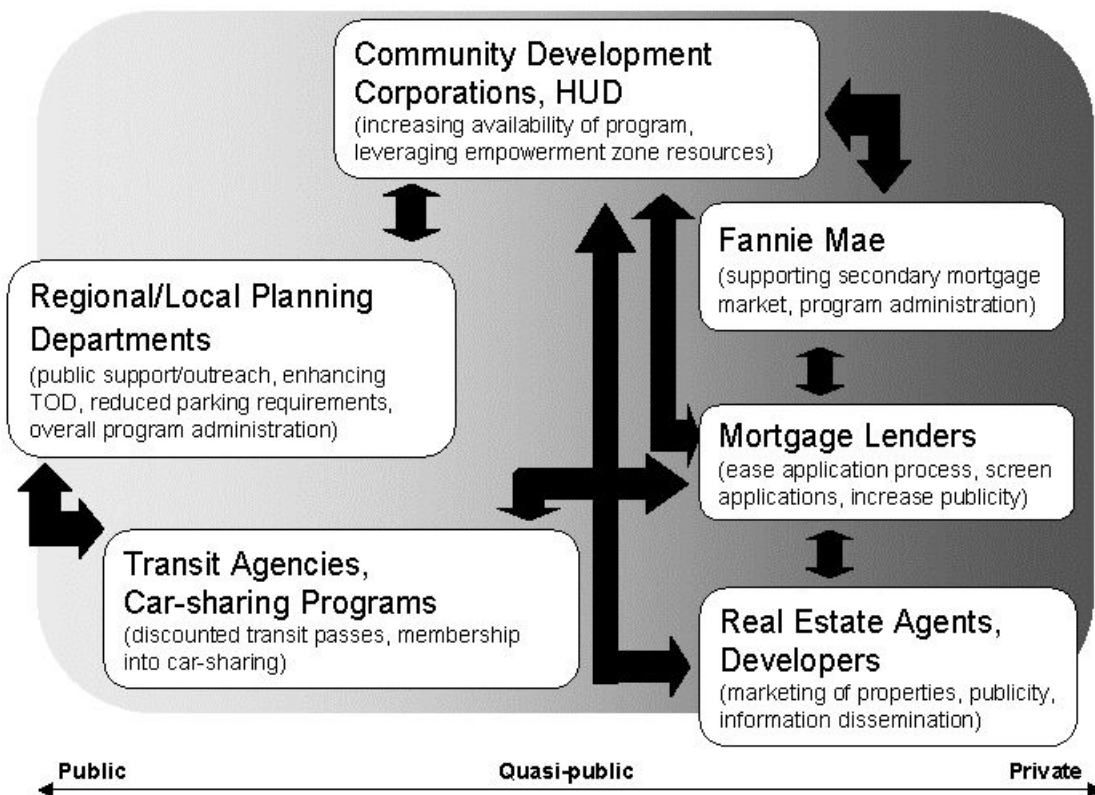 Community Development
Corporations, HUD
(increasing availability of program,
leveraging empowerment zone resources)
Fannie Mae
(supporting secondary mortgage
market, program administration)
Regional/Local Planning
Departments
(public support/outreach, enhancing
TOD, reduced parking requirements,
overall program administration)
Mortgage Lenders
(ease application process, screen
applications, increase publicity)
Transit Agencies,
Car-sharing Programs
(discounted transit passes, membership
into car-sharing)
Real Estate Agents,
Developers
(marketing of properties, publicity,
information dissemination)
Public Quasi-public Private